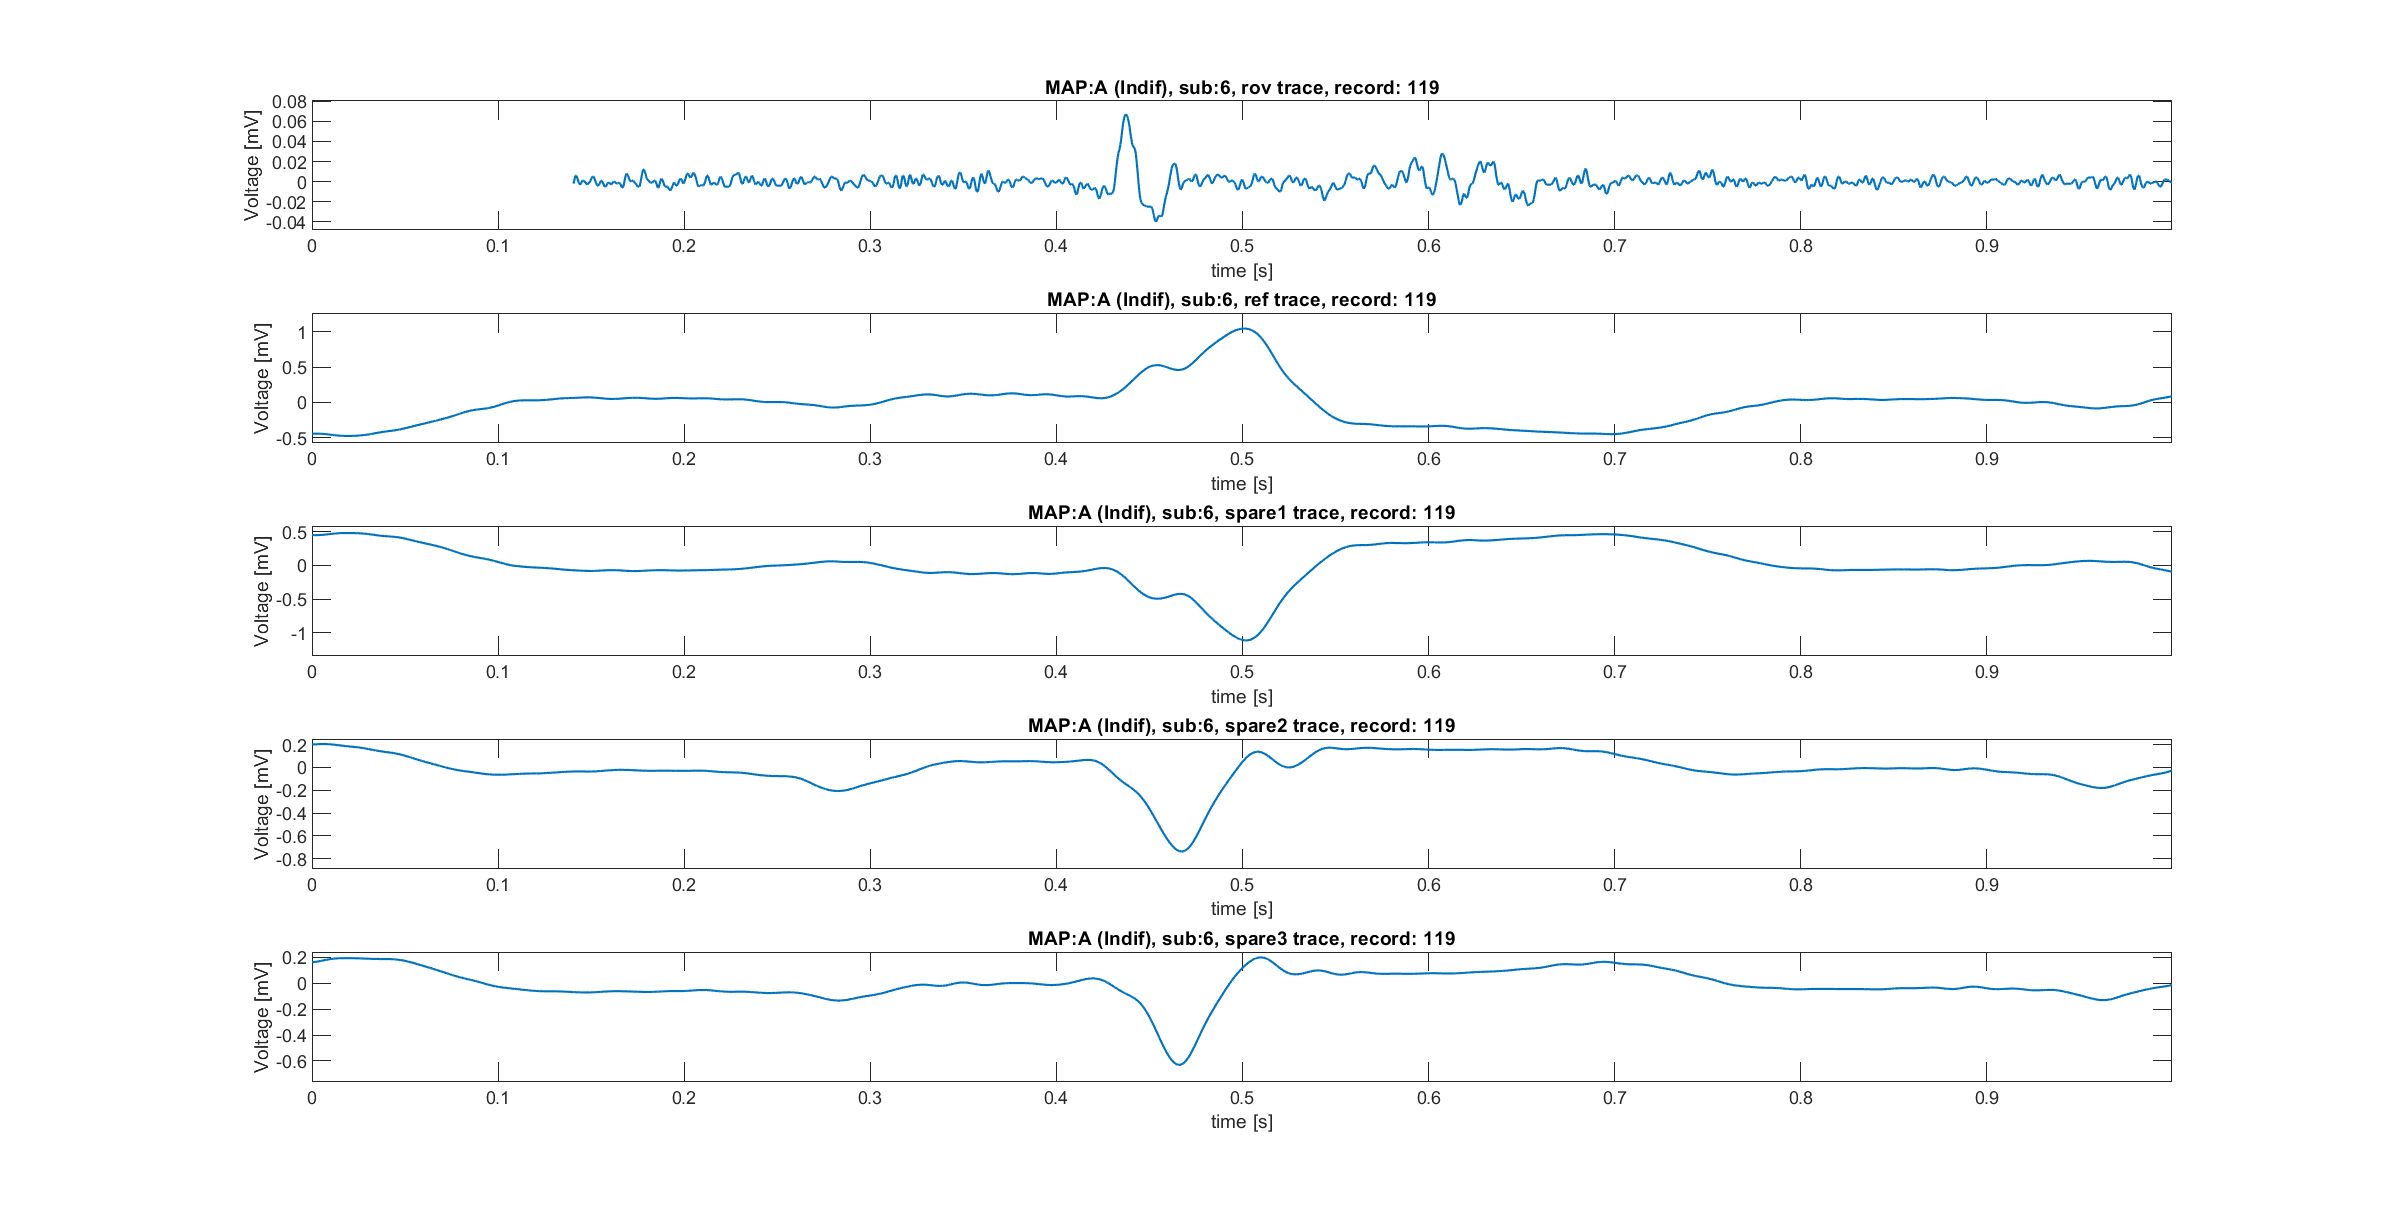 MAP:A (Indif), sub:6, rov trace, record: 119
Voltage [mV]
0.08
0.06
0.04
0.02
0
-0.02
-0.04
0 0.1 0.2 0.3 0.4 0.5 0.6 0.7 0.8 0.9
time [s]
MAP:A (Indif), sub:6, ref trace, record: 119
Voltage [mV]
1
0.5
0
-0.5
0 0.1 0.2 0.3 0.4 0.5 0.6 0.7 0.8 0.9
time [s]
MAP:A (Indif), sub:6, spare1 trace, record: 119
Voltage [mV]
0.5
0
-0.5
-1
0 0.1 0.2 0.3 0.4 0.5 0.6 0.7 0.8 0.9
time [s]
MAP:A (Indif), sub:6, spare2 trace, record: 119
Voltage [mV]
0.2
0
-0.2
-0.4
-0.6
-0.8
0 0.1 0.2 0.3 0.4 0.5 0.6 0.7 0.8 0.9
time [s]
MAP:A (Indif), sub:6, spare3 trace, record: 119
Voltage [mV]
0.2
0
-0.2
-0.4
-0.6
0 0.1 0.2 0.3 0.4 0.5 0.6 0.7 0.8 0.9
time [s]